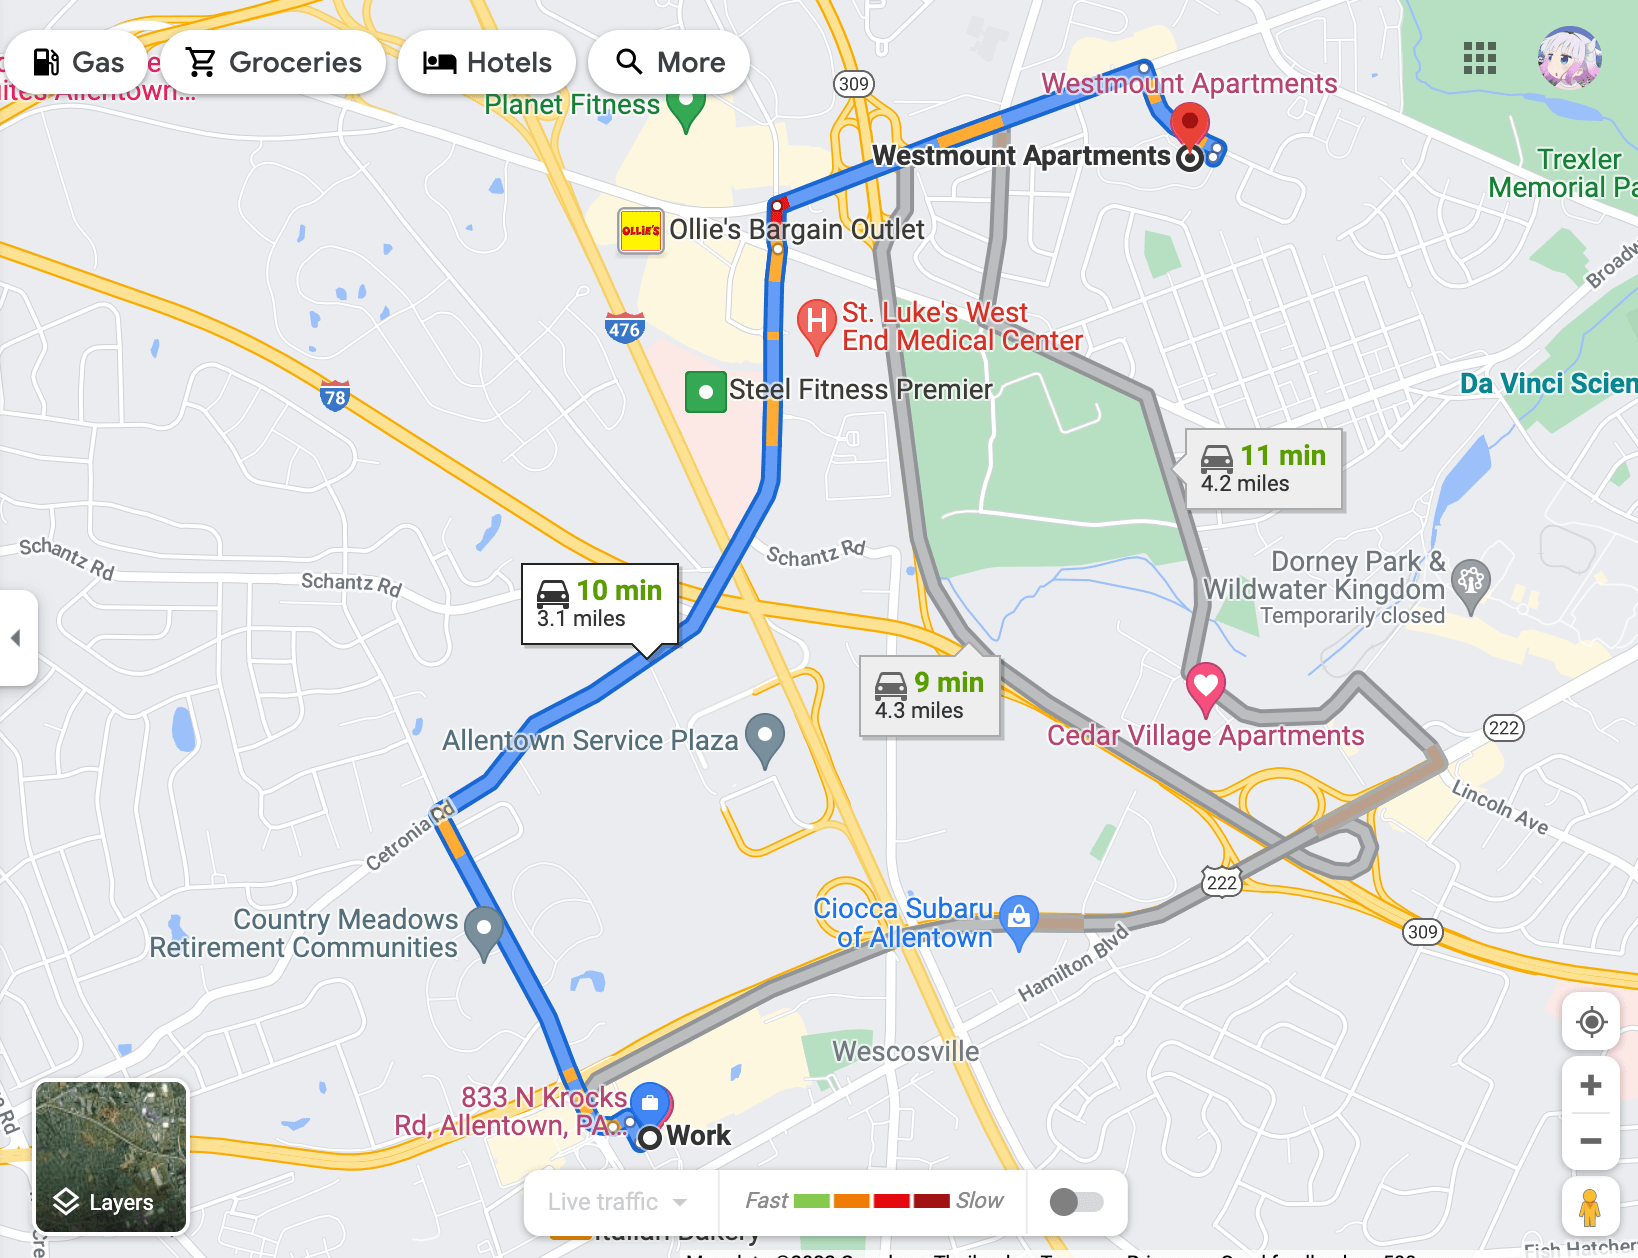 Gas
Groceries
Hotels
More
Planet Fitness
309
Westmount Apartments
Westmount Apartments
Trexler
Memorial Pa
OLLIE'S
Ollie's Bargain Outlet
Broadw
476
St. Luke's West
End Medical Center
78
Steel Fitness Premier
Da Vinci Scien
11 min
4.2 miles
Schantz Rd
Schantz Rd
Schantz Rd
10 min
3.1 miles
Dorney Park &
Wildwater Kingdom
Temporarily closed
9 min
4.3 miles
Allentown Service Plaza
Cedar Village Apartments
222
Lincoln Ave
Cetronia Rd
222
Country Meadows
Retirement Communities
Ciocca Subaru
of Allentown
309
Hamilton Blvd
Wescosville
833 N Krocks
Rd, Allentown, PA...
Work
Layers
Live traffic
Fast
Slow
Italian Bakery
Fish Hatcher